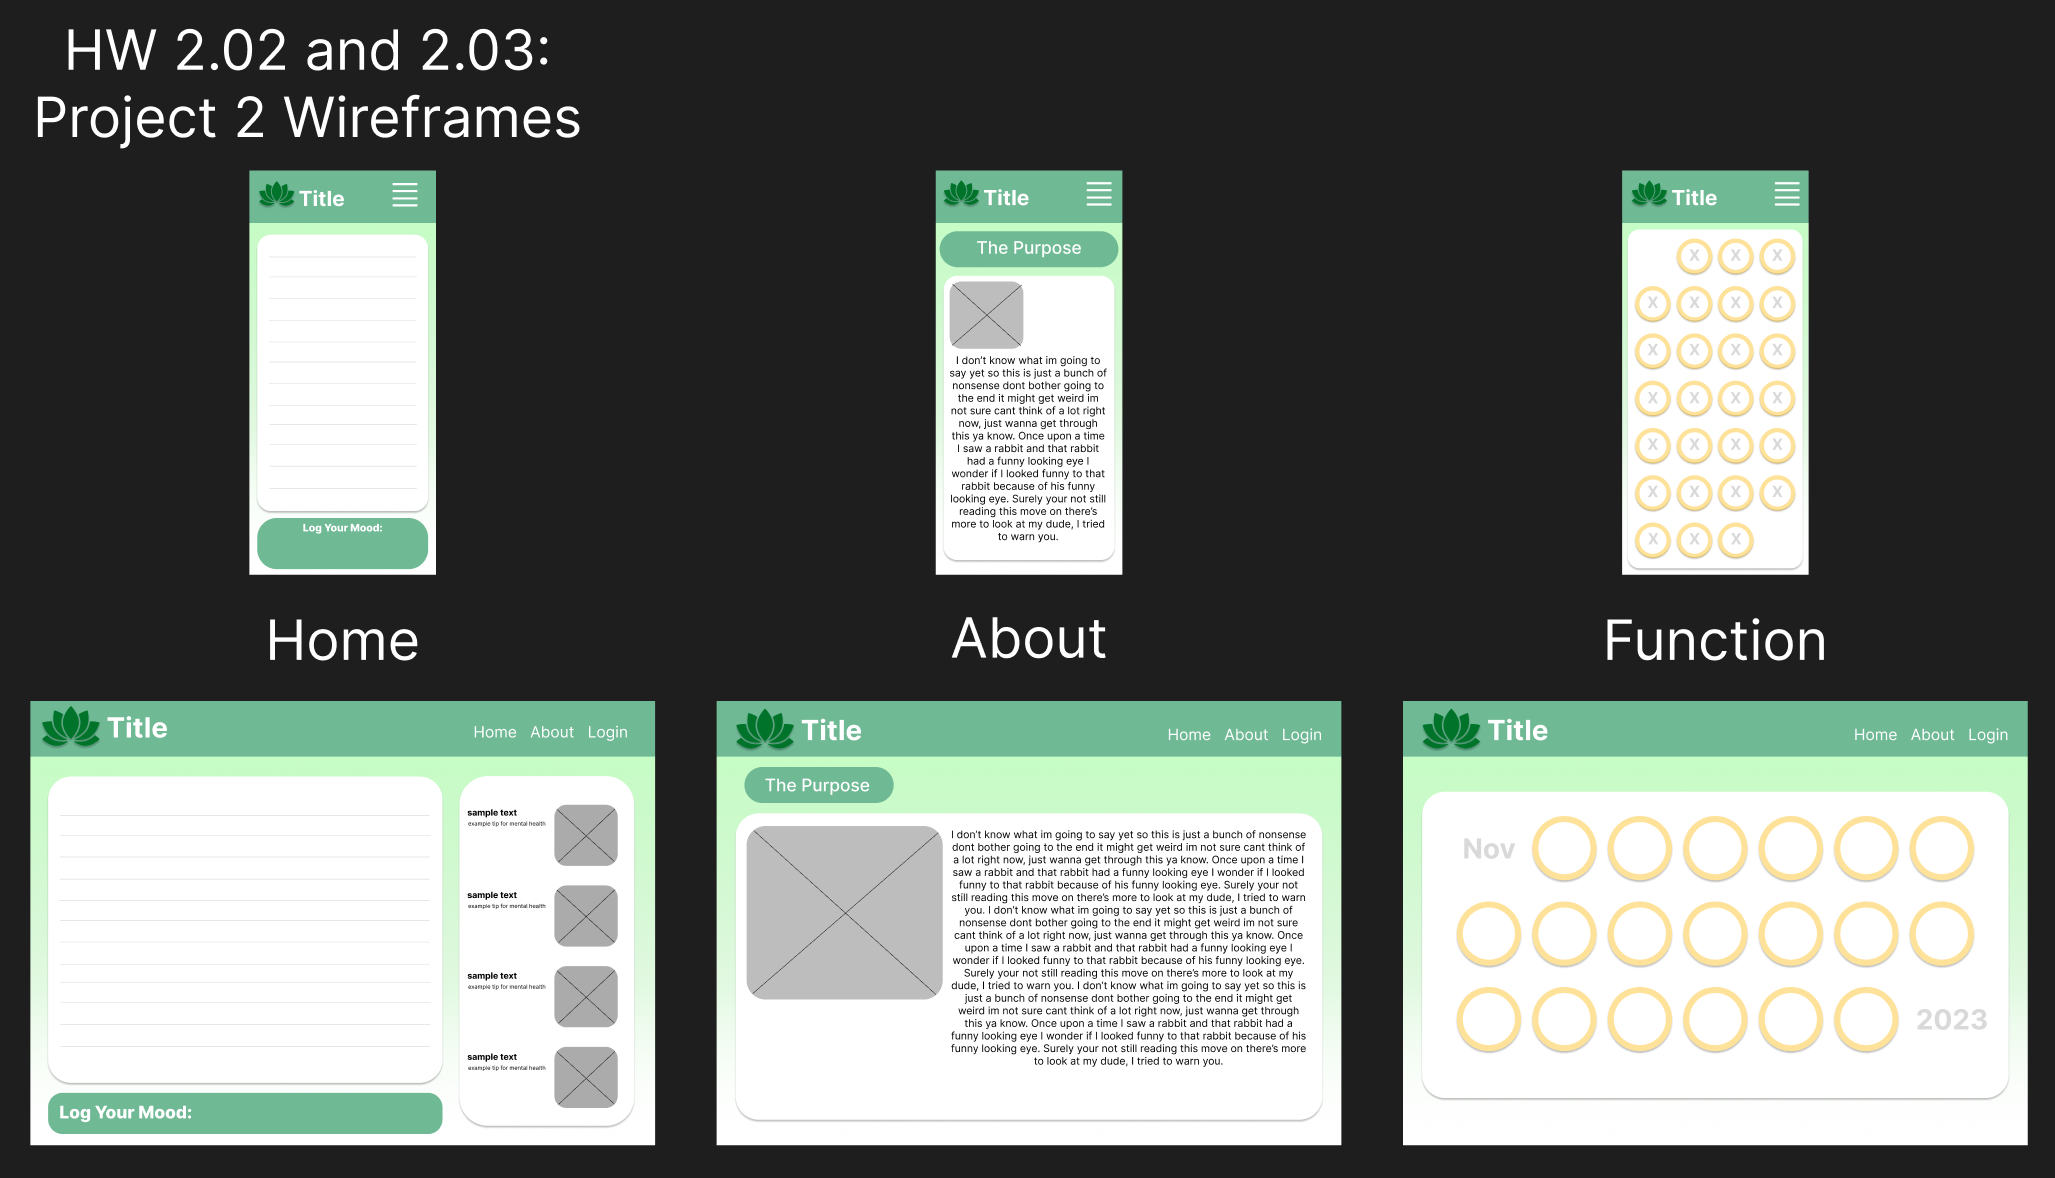 HW 2.02 and 2.03:
Project 2 Wireframes
Title
Log Your Mood:
Title
The Purpose
I don't know what im going to
say yet so this is just a bunch of
nonsense dont bother going to
the end it might get weird im
not sure cant think of a lot right
now, just wanna get through
this ya know. Once upon a time
I saw a rabbit and that rabbit
had a funny looking eye I
wonder if I looked funny to that
rabbit because of his funny
looking eye. Surely your not still
reading this move on there's
more to look at my dude, I tried
to warn you.
Title
X X X
X X X X
X X X X
X X X X
X X X X
X X X X
X X X
Home
About
Function
Title
Home About Login
sample text
example tip for mental health
sample text
example tip for mental health
sample text
example tip for mental health
sample text
example tip for mental health
Log Your Mood:
Title
Home About Login
The Purpose
I don't know what im going to say yet so this is just a bunch of nonsense
dont bother going to the end it might get weird im not sure cant think of
a lot right now, just wanna get through this ya know. Once upon a time I
saw a rabbit and that rabbit had a funny looking eye I wonder if I looked
funny to that rabbit because of his funny looking eye. Surely your not
still reading this move on there's more to look at my dude, I tried to warn
you. I don't know what im going to say yet so this is just a bunch of
nonsense dont bother going to the end it might get weird im not sure
cant think of a lot right now, just wanna get through this ya know. Once
upon a time I saw a rabbit and that rabbit had a funny looking eye I
wonder if I looked funny to that rabbit because of his funny looking eye.
Surely your not still reading this move on there's more to look at my
dude, I tried to warn you. I don't know what im going to say yet so this is
just a bunch of nonsense dont bother going to the end it might get
weird im not sure cant think of a lot right now, just wanna get through
this ya know. Once upon a time I saw a rabbit and that rabbit had a
funny looking eye I wonder if I looked funny to that rabbit because of his
funny looking eye. Surely your not still reading this move on there's more
to look at my dude, I tried to warn you.
Title
Home About Login
Nov
2023